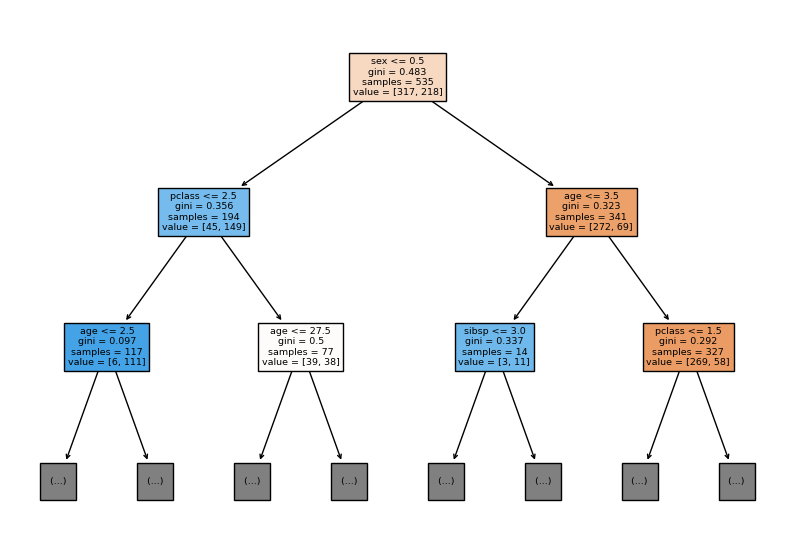 sex <= 0.5
gini = 0.483
samples = 535
value = [317, 218]
pclass <= 2.5
gini = 0.356
samples = 194
value = [45, 149]
age <= 3.5
gini = 0.323
samples = 341
value = [272, 69]
age <= 2.5
gini = 0.097
samples = 117
value = [6, 111]
age <= 27.5
gini = 0.5
samples = 77
value = [39, 38]
sibsp <= 3.0
gini = 0.337
samples = 14
value = [3, 11]
pclass <= 1.5
gini = 0.292
samples = 327
value = [269, 58]
(...)
(...)
(...)
(...)
(...)
(...)
(...)
(...)